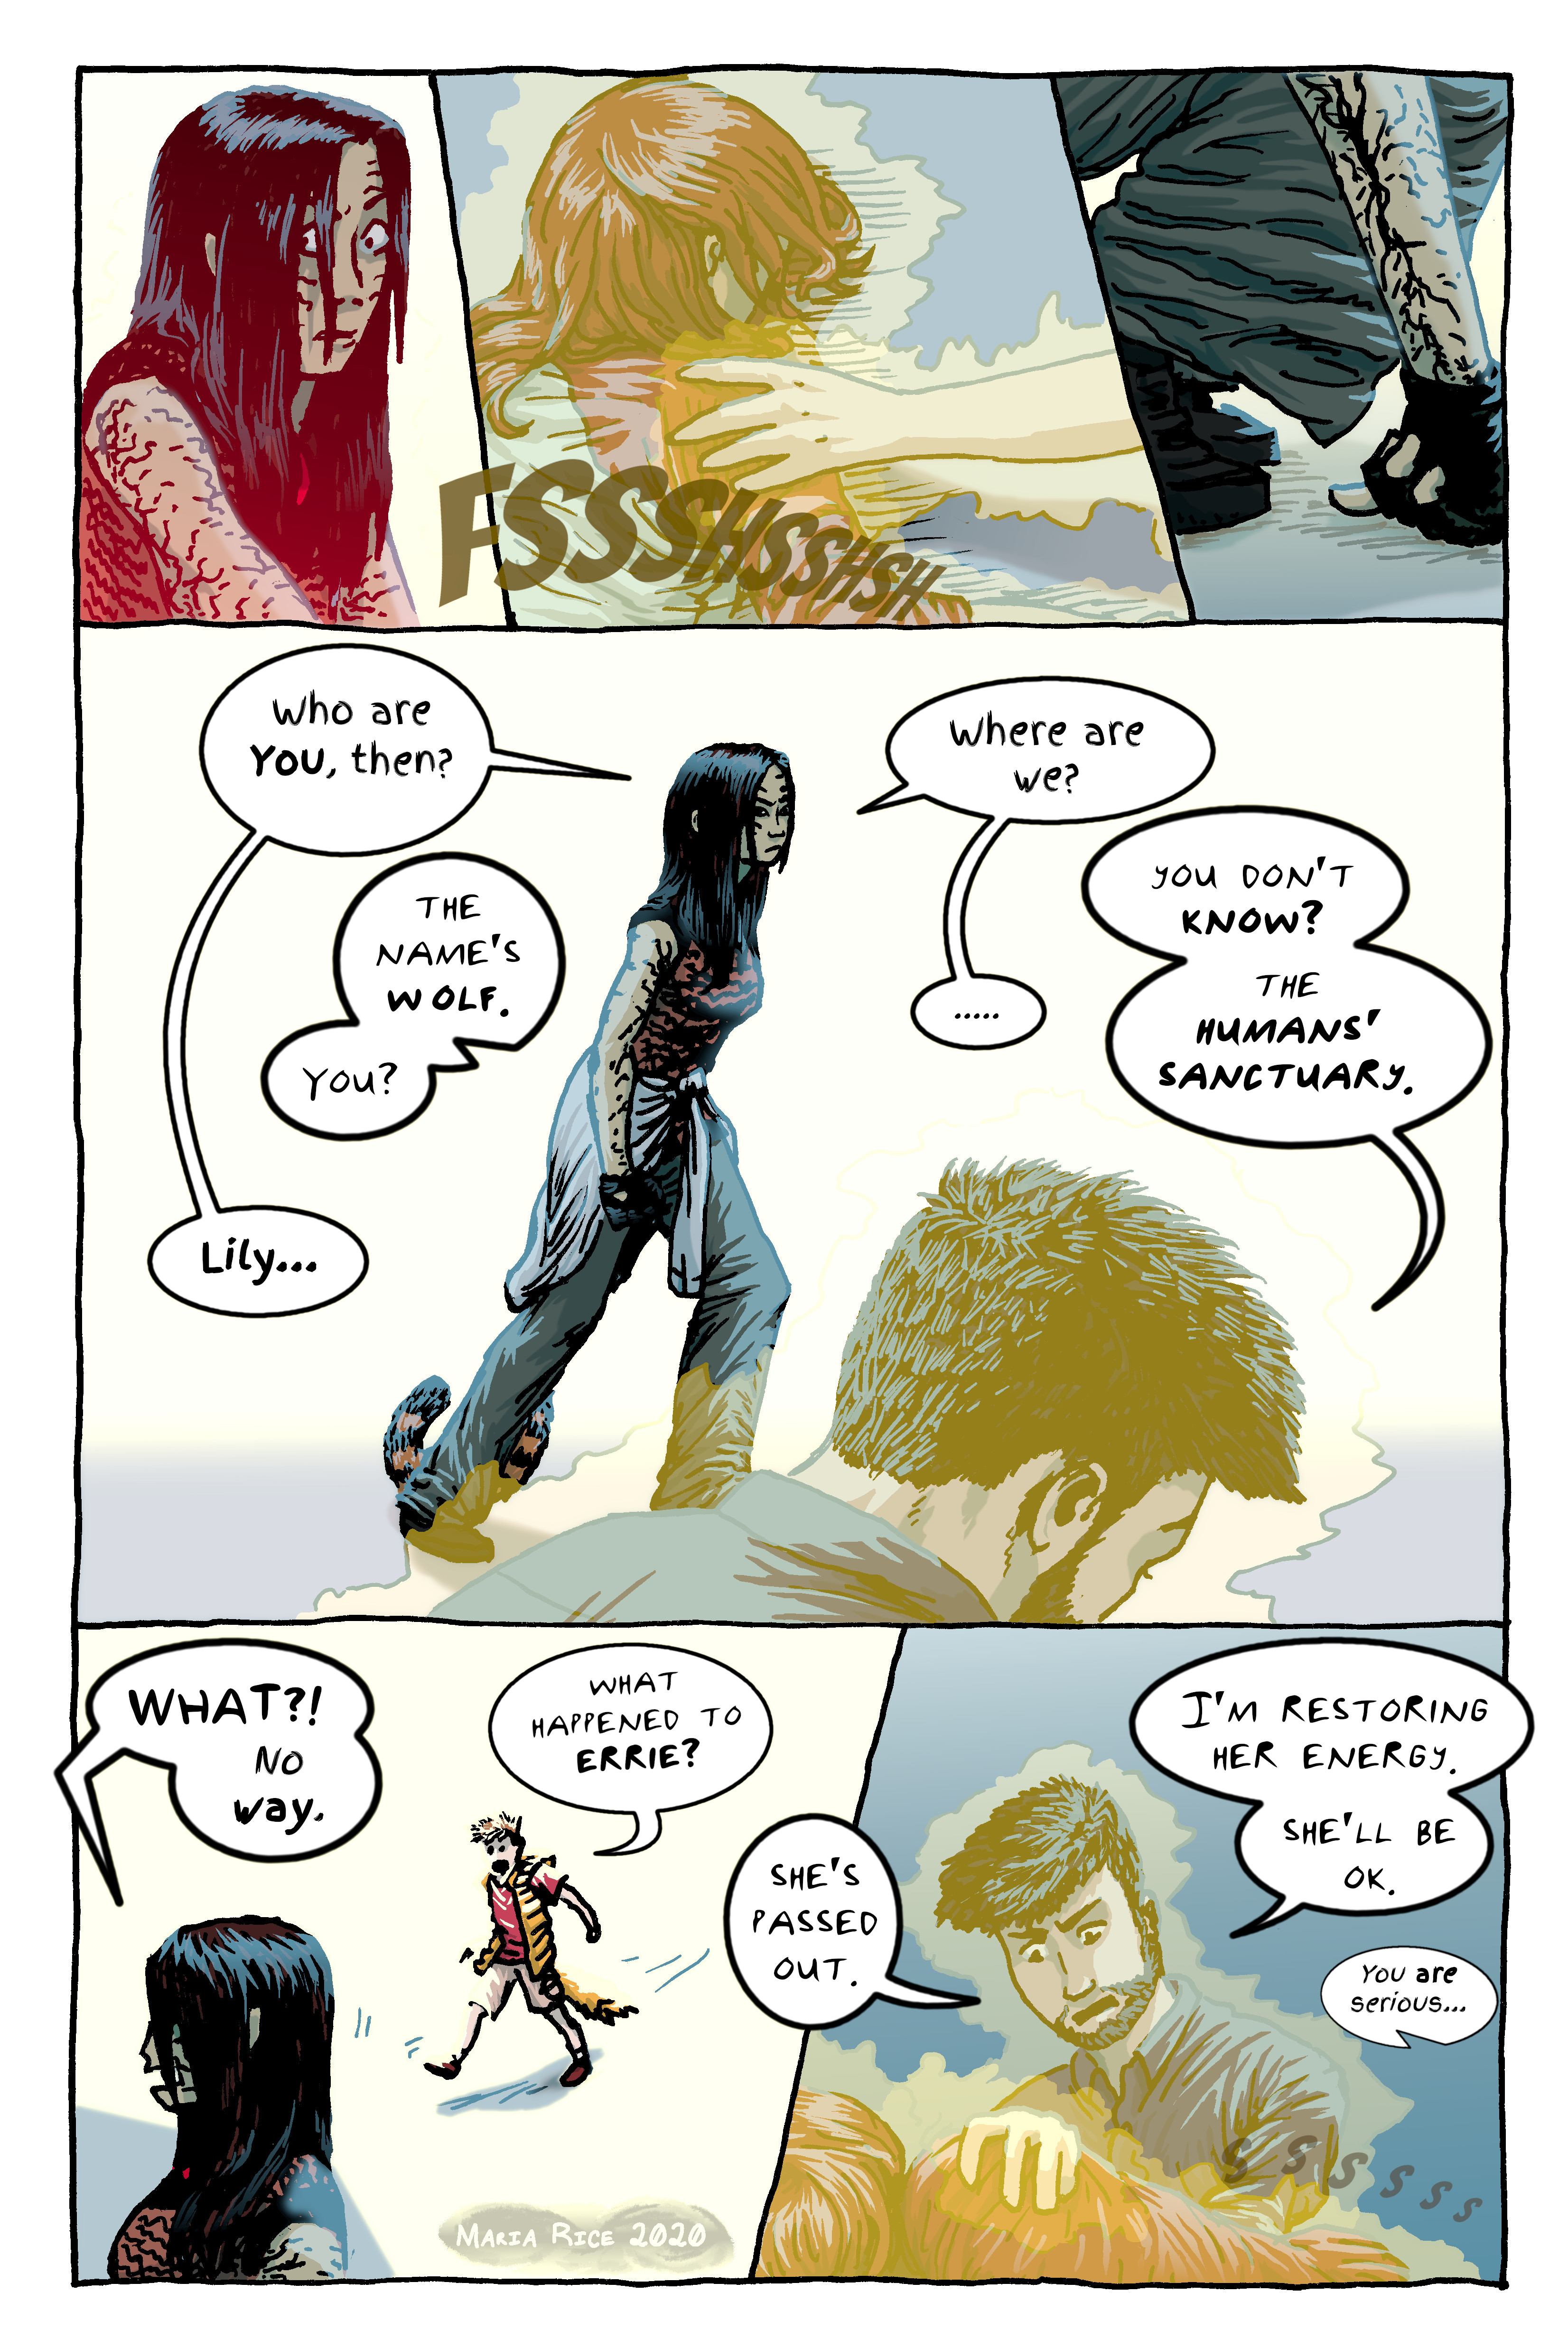 FSSSHSSHSH
Who are
YOU, then?
THE
NAME'S
WOLF.
YOU?
Lily...
Where are
we?
.....
YOU DON'T
KNOW?
THE
HUMANS'
SANCTUARY.
WHAT?!
NO
way.
WHAT
HAPPENED TO
ERRIE?
SHE'S
PASSED
OUT.
I'M RESTORING
HER ENERGY.
SHE'LL BE
OK.
You are
serious...
S S S S S S
MARIA RICE 2020